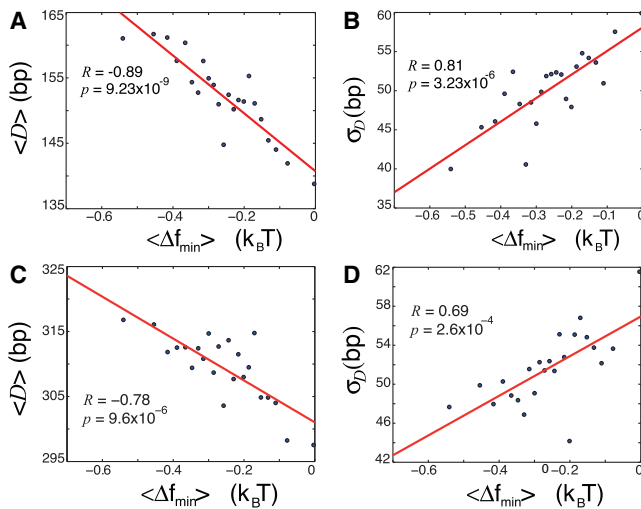 A
165
155
145
135
<D> (bp)
R = -0.89
p = 9.23x10⁻⁹
−0.6 −0.4 −0.2 0
<Δf_min> (k_BT)
B
60
55
50
45
40
35
σ_D(bp)
R = 0.81
p = 3.23x10⁻⁶
−0.6 −0.5 −0.4 −0.3 −0.2 −0.1 0
<Δf_min> (k_BT)
C
325
315
305
295
<D> (bp)
R = −0.78
p = 9.6x10⁻⁶
−0.6 −0.4 −0.2 0
<Δf_min> (k_BT)
D
62
58
54
50
46
42
σ_D(bp)
R = 0.69
p = 2.6x10⁻⁴
−0.6 −0.4 0 −0.2 0
<Δf_min> (k_BT)